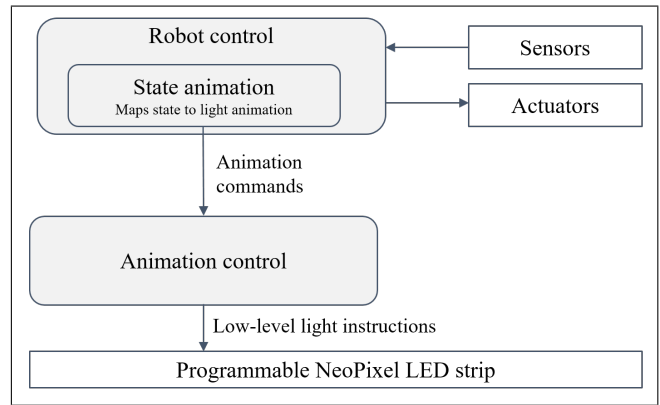 Robot control
Sensors
State animation
Maps state to light animation
Actuators
Animation
commands
Animation control
Low-level light instructions
Programmable NeoPixel LED strip